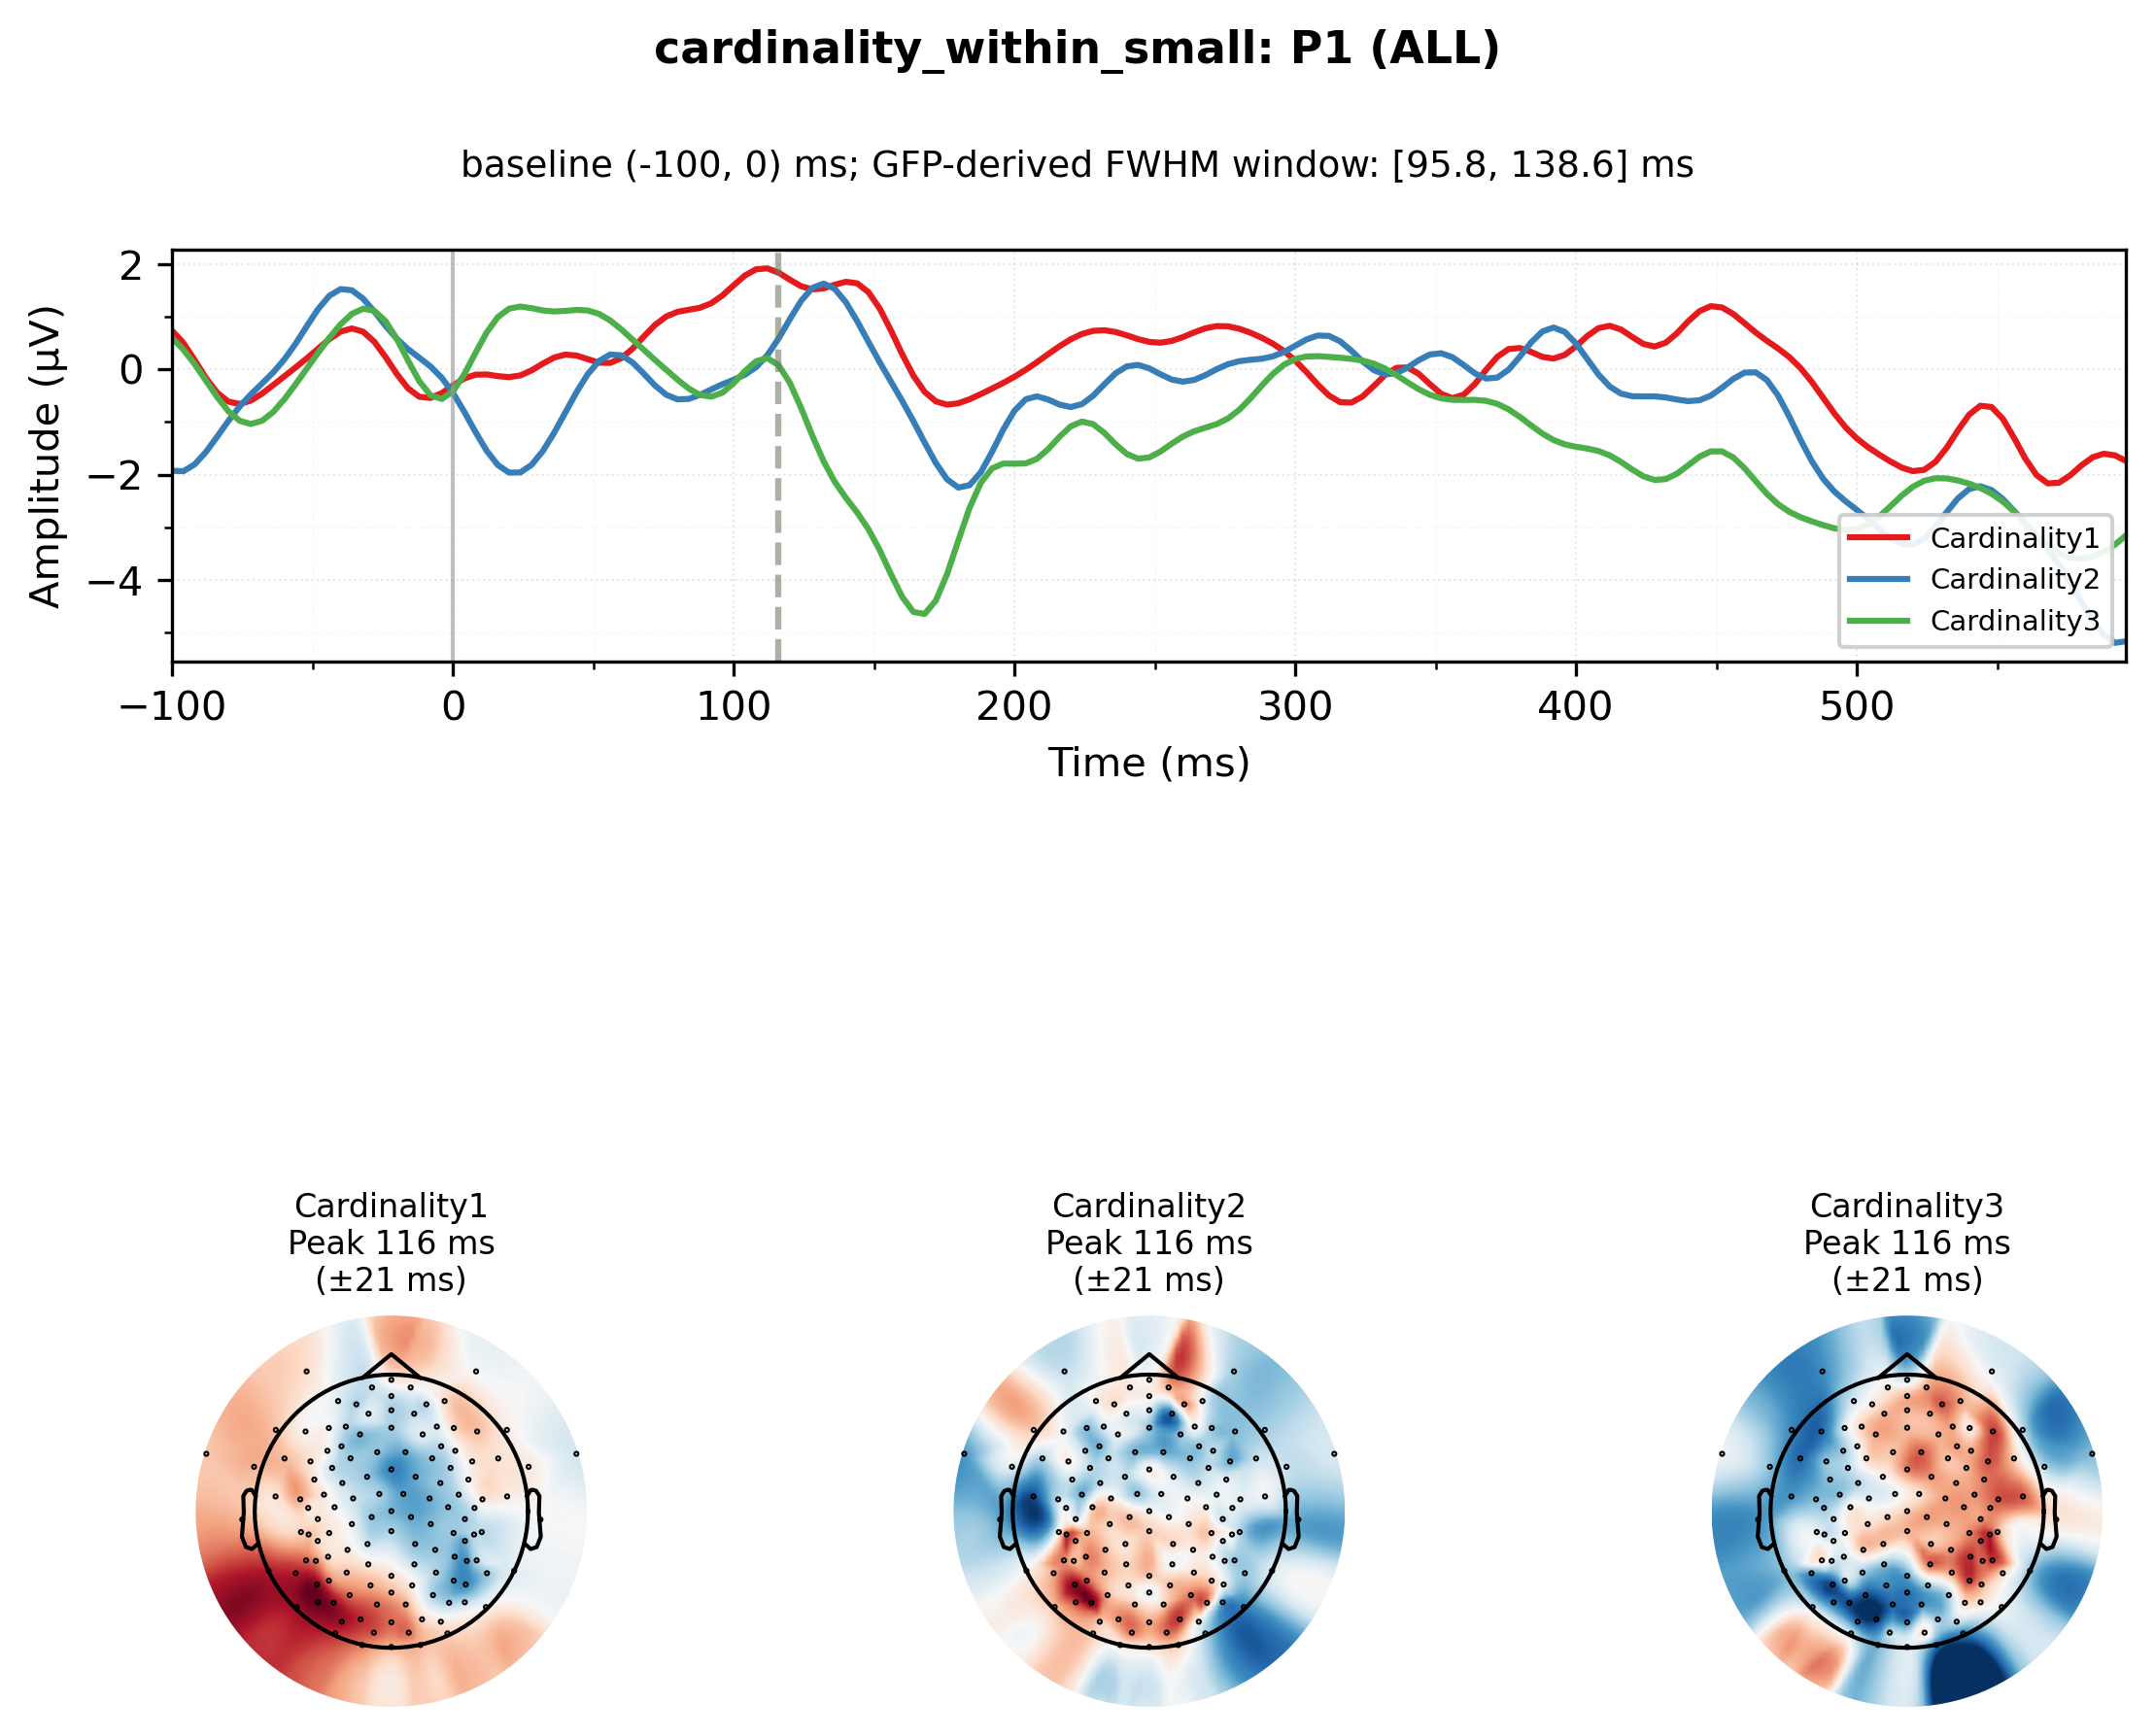 cardinality_within_small: P1 (ALL)
baseline (-100, 0) ms; GFP-derived FWHM window: [95.8, 138.6] ms
Amplitude (µV)
2
0
−2
−4
Cardinality1
Cardinality2
Cardinality3
−100 0 100 200 300 400 500
Time (ms)
Cardinality1
Peak 116 ms
(±21 ms)
Cardinality2
Peak 116 ms
(±21 ms)
Cardinality3
Peak 116 ms
(±21 ms)